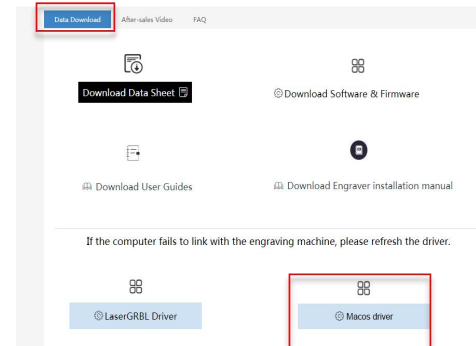 Data Download After-sales Video FAQ
Download Data Sheet
Download Software & Firmware
Download User Guides
Download Engraver installation manual
If the computer fails to link with the engraving machine, please refresh the driver.
LaserGRBL Driver
Macos driver